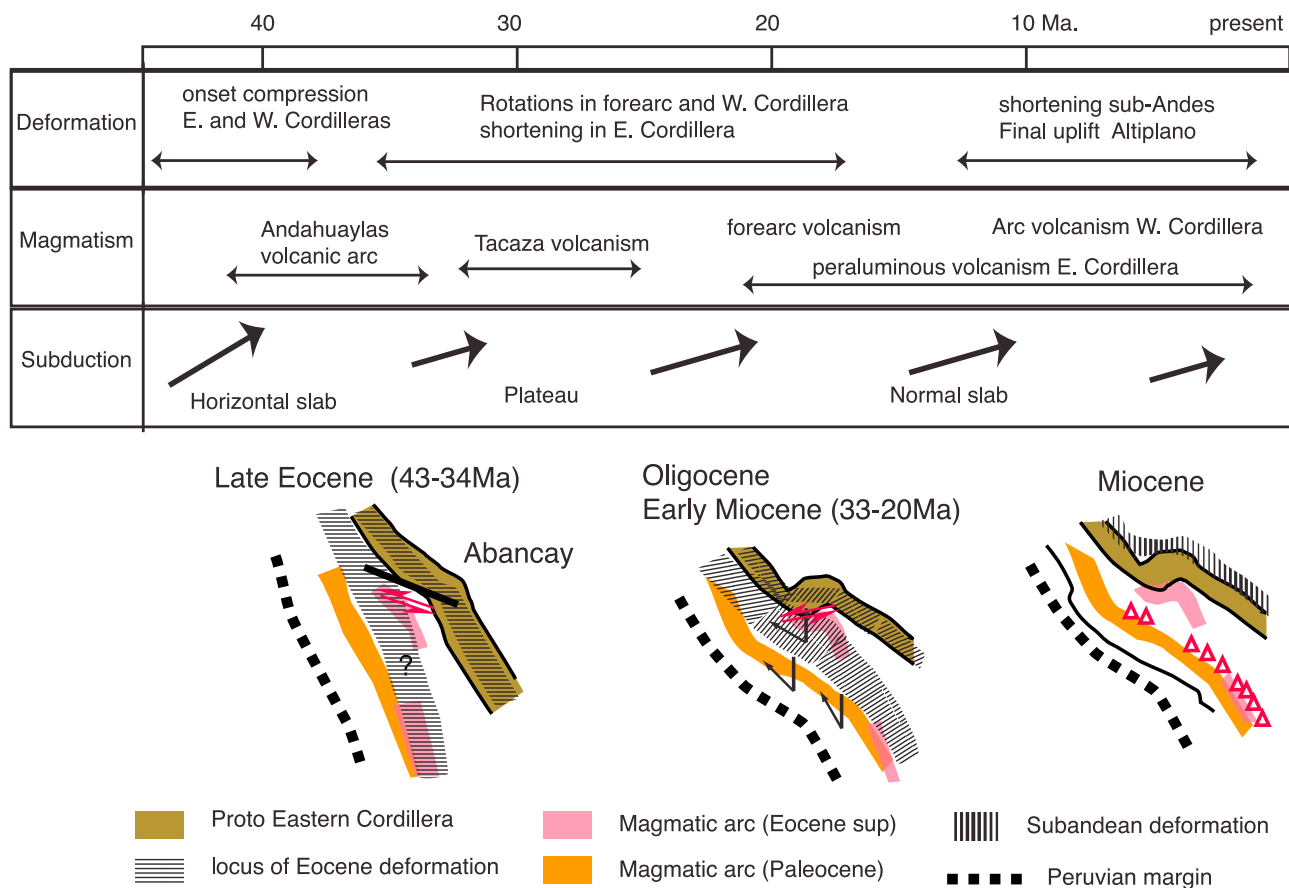 40
30
20
10 Ma.
present
Deformation
onset compression
E. and W. Cordilleras
Rotations in forearc and W. Cordillera
shortening in E. Cordillera
shortening sub-Andes
Final uplift Altiplano
Magmatism
Andahuaylas
volcanic arc
Tacaza volcanism
forearc volcanism
Arc volcanism W. Cordillera
peraluminous volcanism E. Cordillera
Subduction
Horizontal slab
Plateau
Normal slab
Late Eocene (43-34Ma)
Abancay
?
Oligocene
Early Miocene (33-20Ma)
Miocene
Proto Eastern Cordillera
locus of Eocene deformation
Magmatic arc (Eocene sup)
Magmatic arc (Paleocene)
Subandean deformation
Peruvian margin